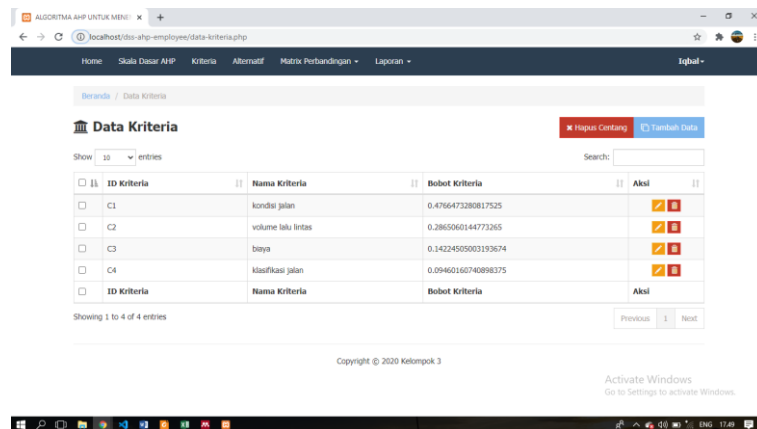 ALGORITMA AHP UNTUK MENE
localhost/dss-ahp-employee/data-kriteria.php
Home Skala Dasar AHP Kriteria Alternatif Matrix Perbandingan Laporan Iqbal
Beranda / Data Kriteria
Data Kriteria
Hapus Centang Tambah Data
Show 10 entries Search:
ID Kriteria Nama Kriteria Bobot Kriteria Aksi
C1 kondisi jalan 0.4766473280817525
C2 volume lalu lintas 0.2865060144773265
C3 biaya 0.14224505003193674
C4 klasifikasi jalan 0.09460160740898375
ID Kriteria Nama Kriteria Bobot Kriteria Aksi
Showing 1 to 4 of 4 entries Previous 1 Next
Copyright © 2020 Kelompok 3
Activate Windows
Go to Settings to activate Windows.
ENG 17.49